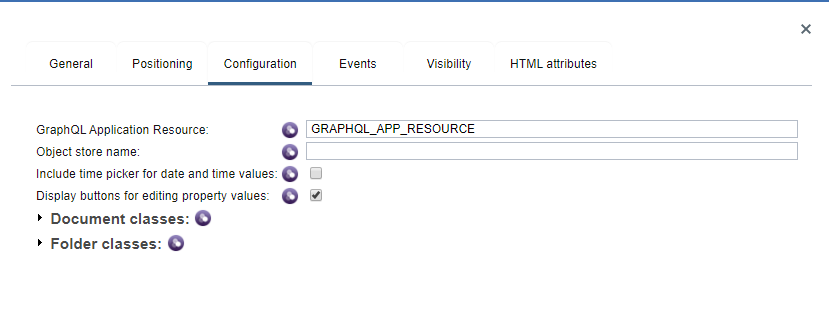 General Positioning Configuration Events Visibility HTML attributes
GraphQL Application Resource: GRAPHQL_APP_RESOURCE
Object store name:
Include time picker for date and time values:
Display buttons for editing property values:
Document classes:
Folder classes: